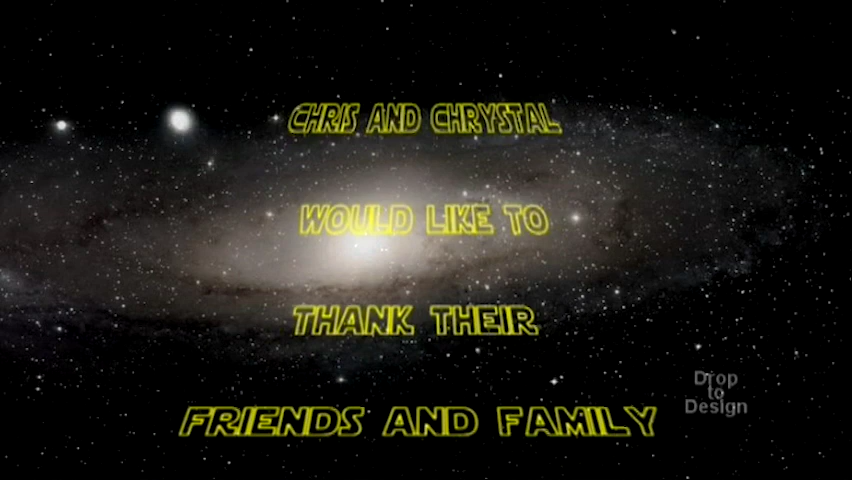 CHRIS AND CHRYSTAL
WOULD LIKE TO
THANK THEIR
FRIENDS AND FAMILY
Drop
to
Design